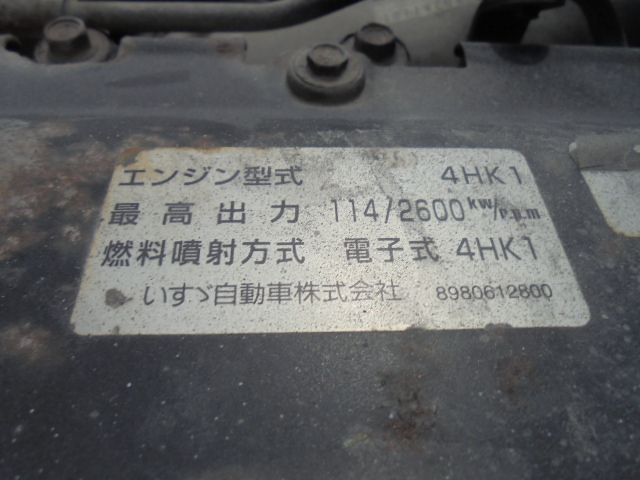 エンジン型式 4HK1
最高出力 114/2600 kw/r.p.m
燃料噴射方式 電子式 4HK1
いすゞ自動車株式会社 8980612800